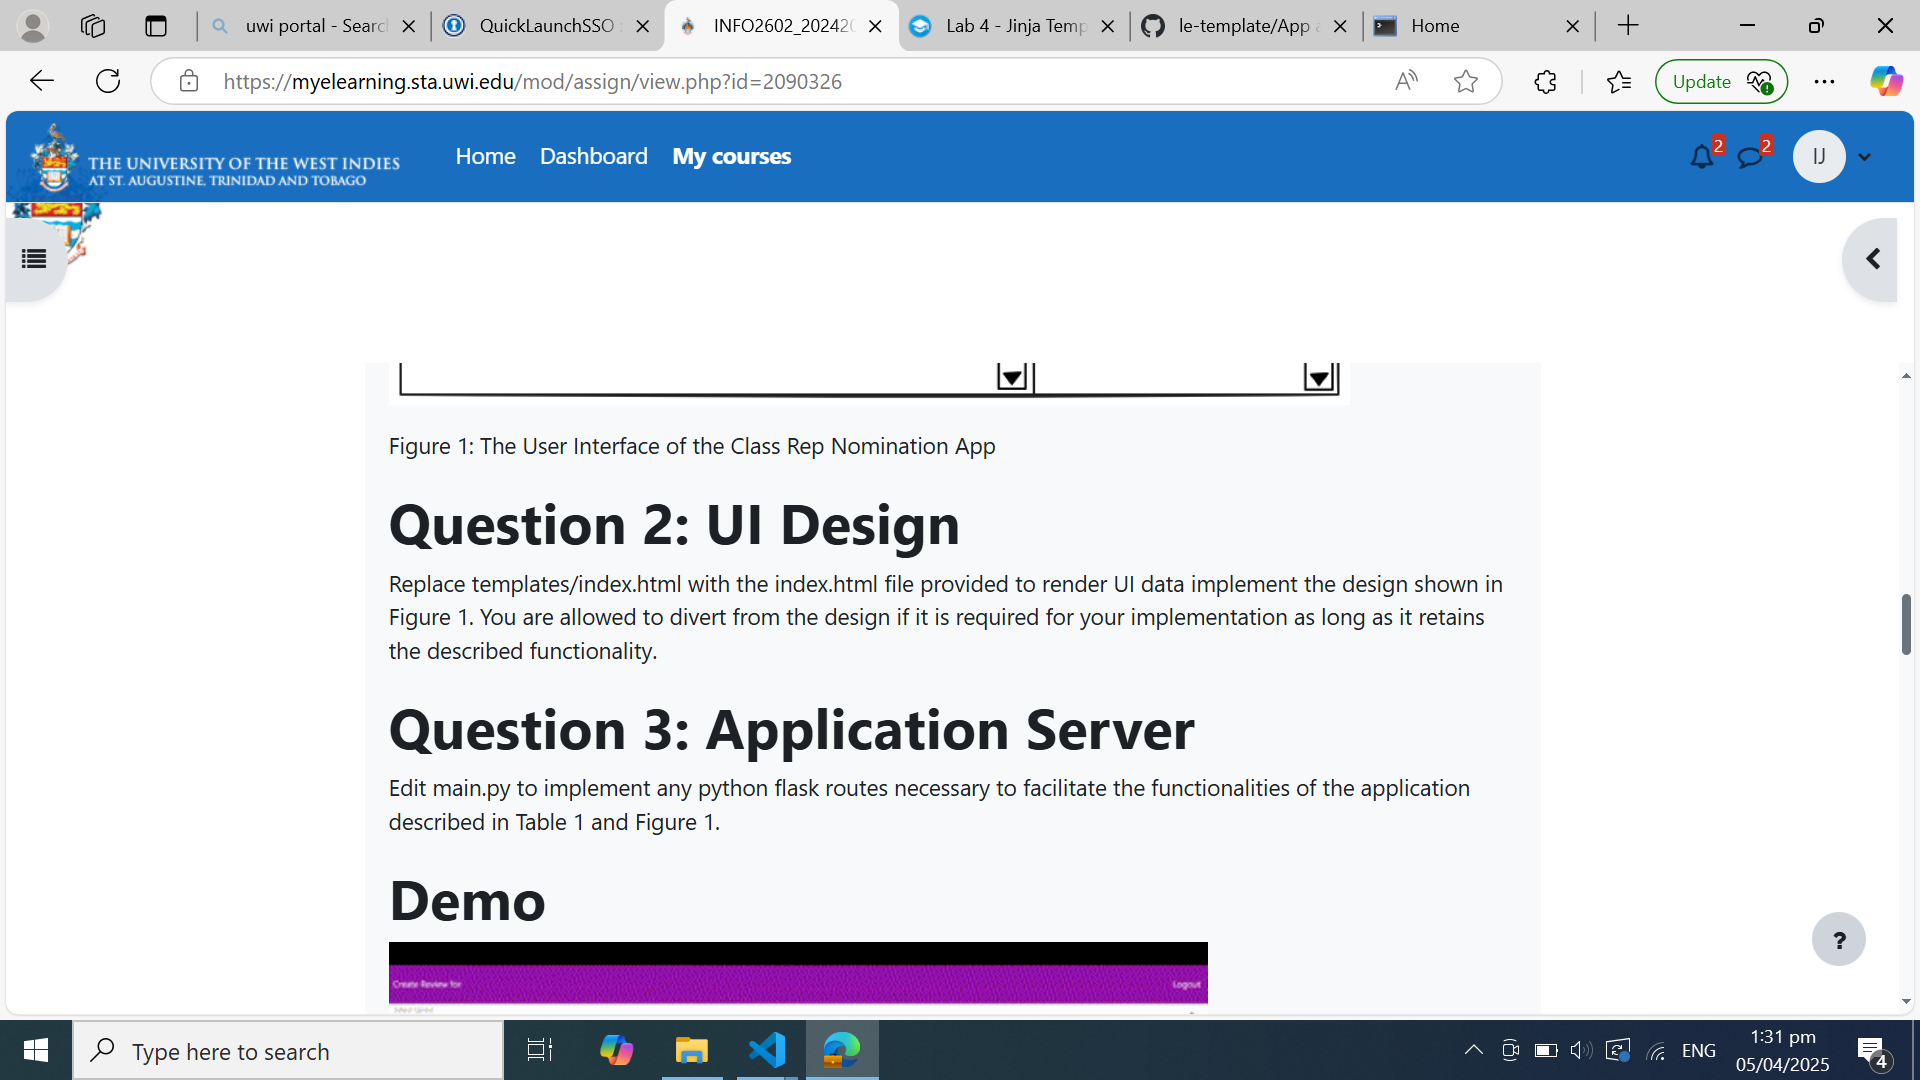 uwi portal - Searc
QuickLaunchSSO :
INFO2602_20242
Lab 4 - Jinja Temp
le-template/App a
Home
https://myelearning.sta.uwi.edu/mod/assign/view.php?id=2090326
Update
THE UNIVERSITY OF THE WEST INDIES
AT ST. AUGUSTINE, TRINIDAD AND TOBAGO
Home
Dashboard
My courses
2
2
IJ
Figure 1: The User Interface of the Class Rep Nomination App
Question 2: UI Design
Replace templates/index.html with the index.html file provided to render UI data implement the design shown in
Figure 1. You are allowed to divert from the design if it is required for your implementation as long as it retains
the described functionality.
Question 3: Application Server
Edit main.py to implement any python flask routes necessary to facilitate the functionalities of the application
described in Table 1 and Figure 1.
Demo
Create Review for
Logout
?
Type here to search
ENG
1:31 pm
05/04/2025
4